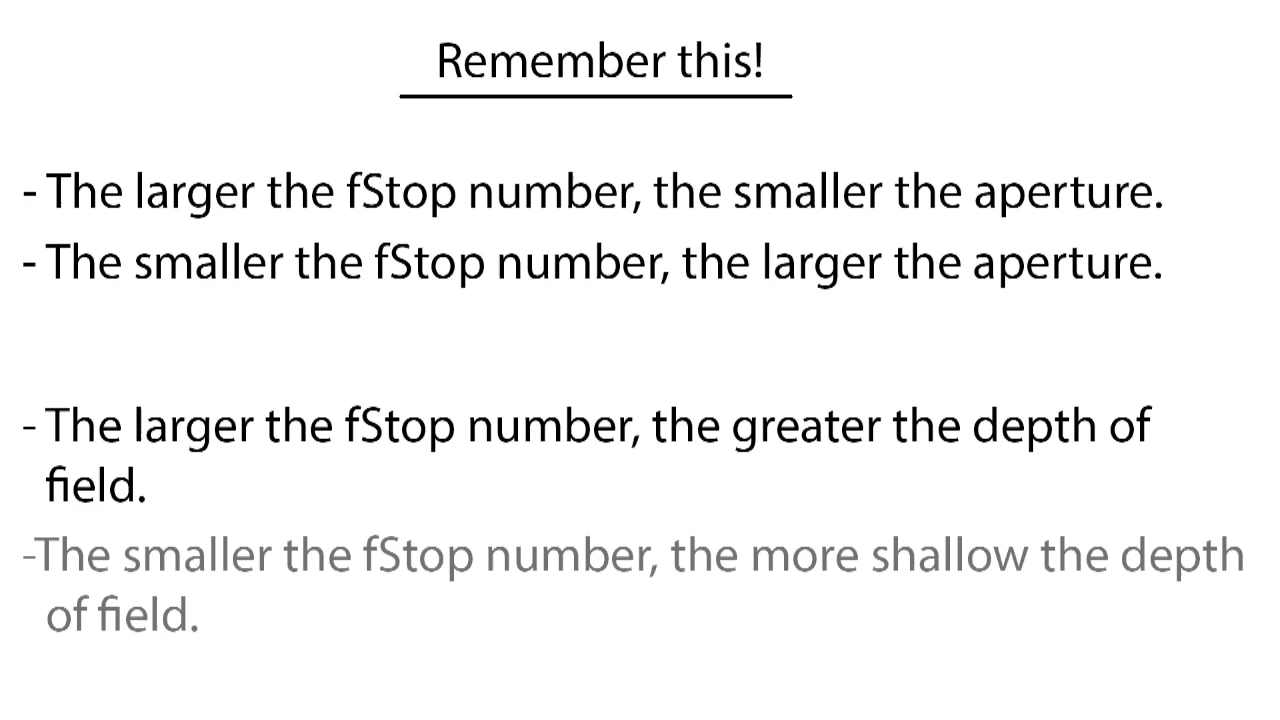 Remember this!
- The larger the fStop number, the smaller the aperture.
- The smaller the fStop number, the larger the aperture.
- The larger the fStop number, the greater the depth of
field.
-The smaller the fStop number, the more shallow the depth
of field.